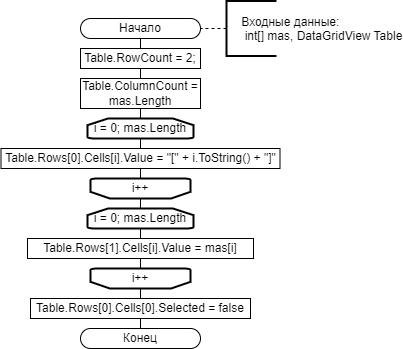 Начало
Входные данные:
int[] mas, DataGridView Table
Table.RowCount = 2;
Table.ColumnCount =
mas.Length
i = 0; mas.Length
Table.Rows[0].Cells[i].Value = "[" + i.ToString() + "]"
i++
i = 0; mas.Length
Table.Rows[1].Cells[i].Value = mas[i]
i++
Table.Rows[0].Cells[0].Selected = false
Конец